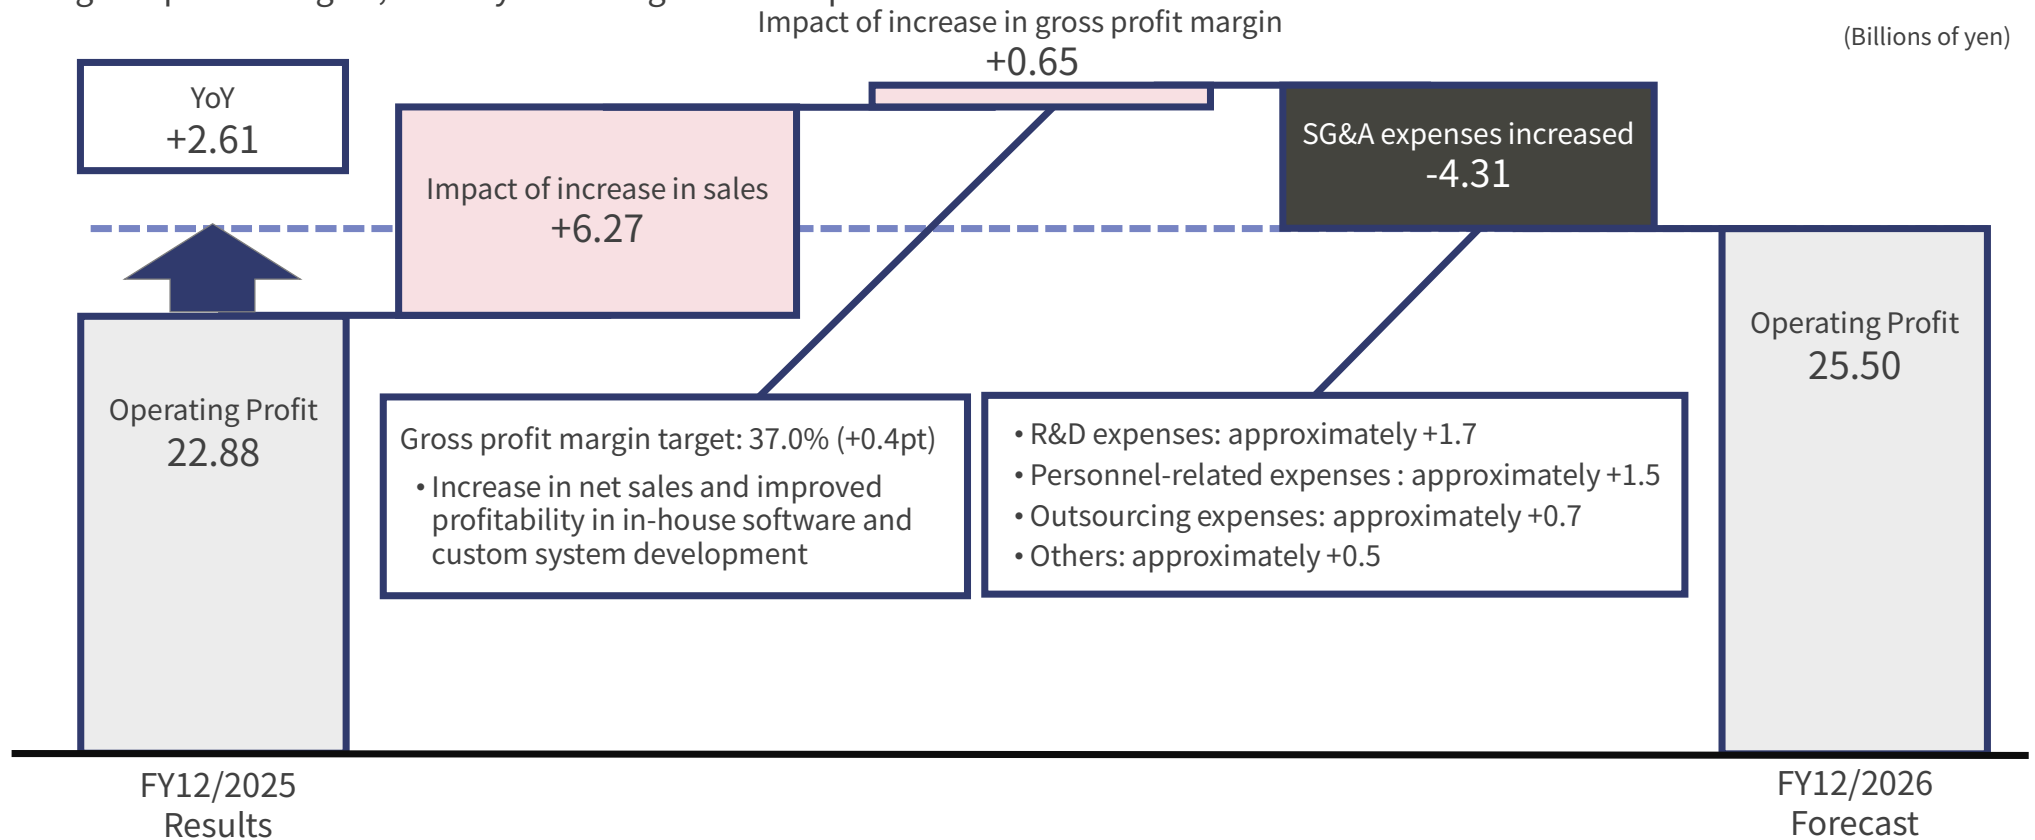 Impact of increase in gross profit margin
+0.65
(Billions of yen)
YoY
+2.61
Impact of increase in sales
+6.27
SG&A expenses increased
-4.31
Operating Profit
22.88
Operating Profit
25.50
Gross profit margin target: 37.0% (+0.4pt)
• Increase in net sales and improved
profitability in in-house software and
custom system development
• R&D expenses: approximately +1.7
• Personnel-related expenses : approximately +1.5
• Outsourcing expenses: approximately +0.7
• Others: approximately +0.5
FY12/2025
Results
FY12/2026
Forecast